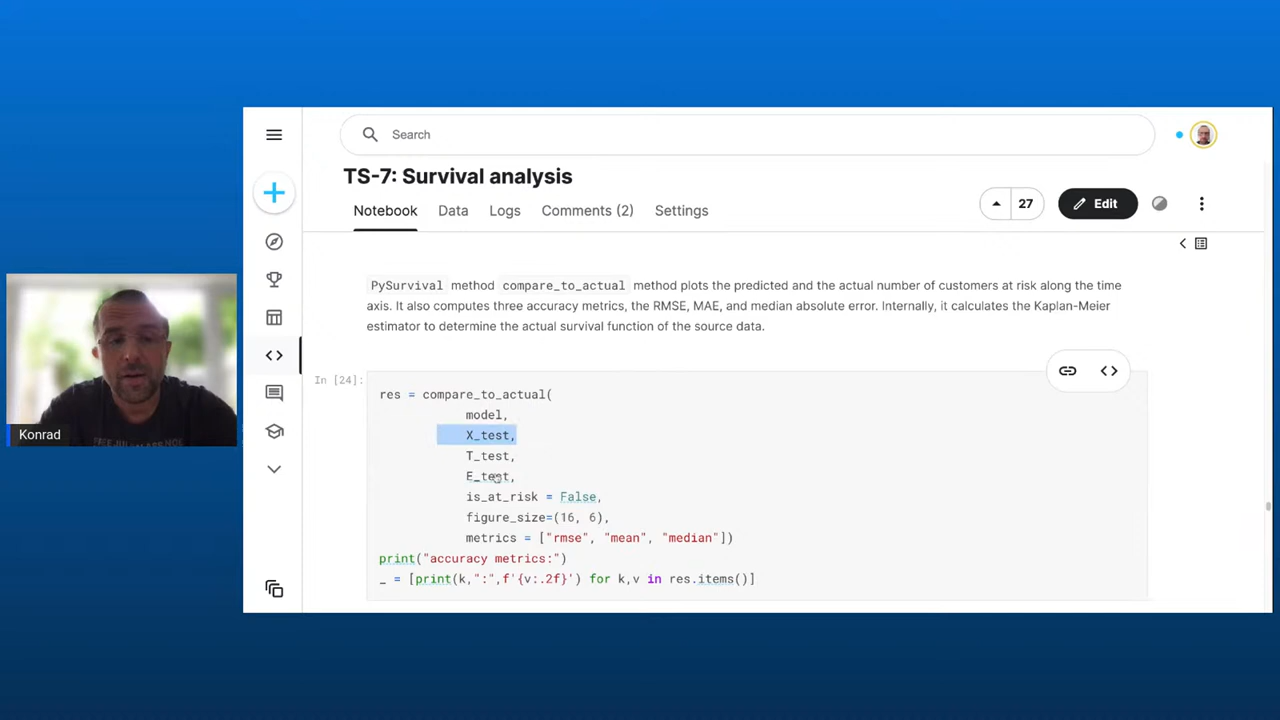 Search
TS-7: Survival analysis
Notebook
Data
Logs
Comments (2)
Settings
27
Edit
PySurvival method compare_to_actual method plots the predicted and the actual number of customers at risk along the time
axis. It also computes three accuracy metrics, the RMSE, MAE, and median absolute error. Internally, it calculates the Kaplan-Meier
estimator to determine the actual survival function of the source data.
In [24]:
res = compare_to_actual(
model,
X_test,
T_test,
E_test,
is_at_risk = False,
figure_size=(16, 6),
metrics = ["rmse", "mean", "median"])
print("accuracy metrics:")
_ = [print(k,":",f'{v:.2f}') for k,v in res.items()]
Konrad